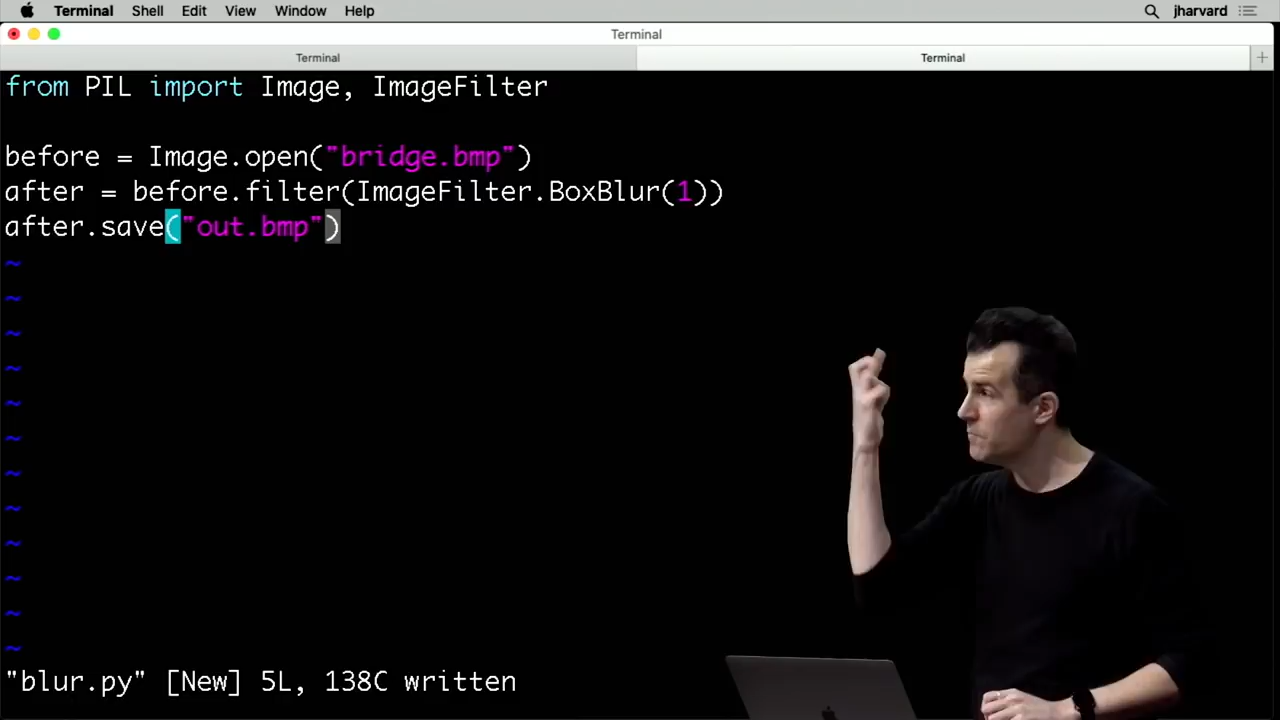 Terminal Shell Edit View Window Help jharvard
Terminal
Terminal Terminal +
from PIL import Image, ImageFilter
before = Image.open("bridge.bmp")
after = before.filter(ImageFilter.BoxBlur(1))
after.save("out.bmp")
~
~
~
~
~
~
~
~
~
~
~
~
"blur.py" [New] 5L, 138C written